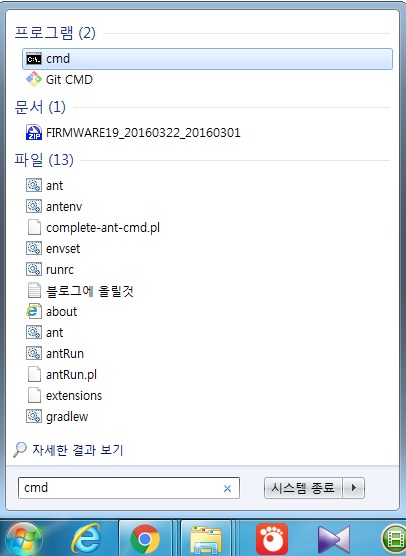 프로그램 (2)
cmd
Git CMD
문서 (1)
FIRMWARE19_20160322_20160301
파일 (13)
ant
antenv
complete-ant-cmd.pl
envset
runrc
블로그에 올릴것
about
ant
antRun
antRun.pl
extensions
gradlew
자세한 결과 보기
cmd
시스템 종료